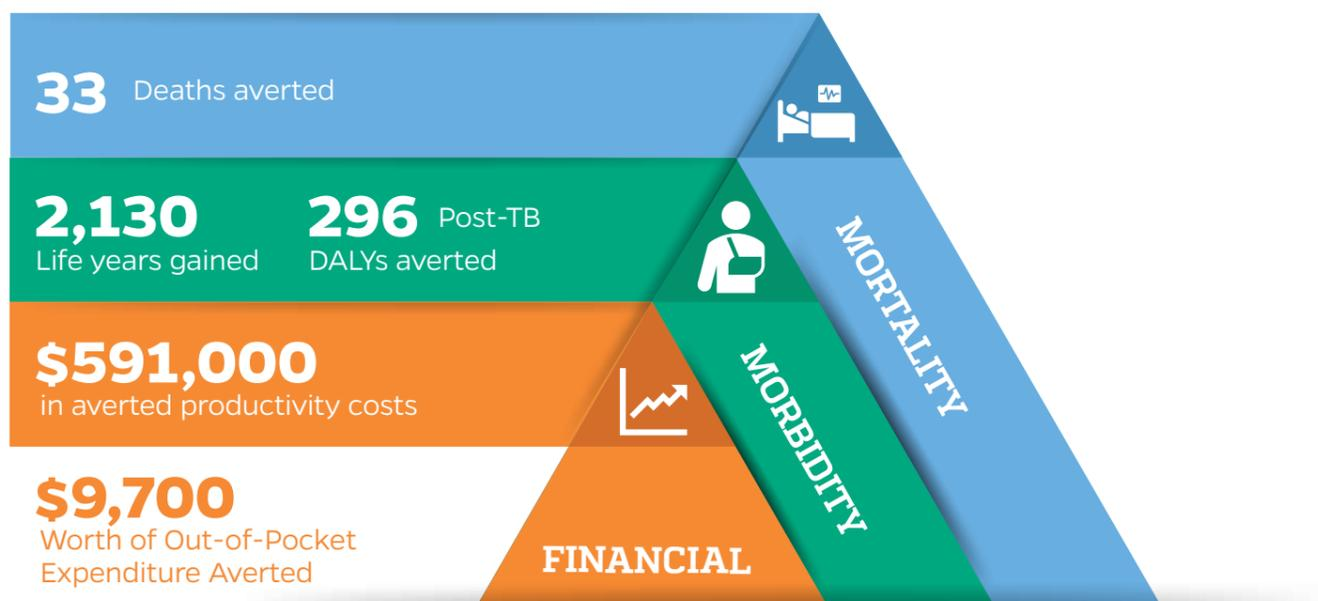 33 Deaths averted
2,130 296 Post-TB
Life years gained DALYs averted
$591,000
in averted productivity costs
$9,700
Worth of Out-of-Pocket
Expenditure Averted
MORTALITY
MORBIDITY
FINANCIAL